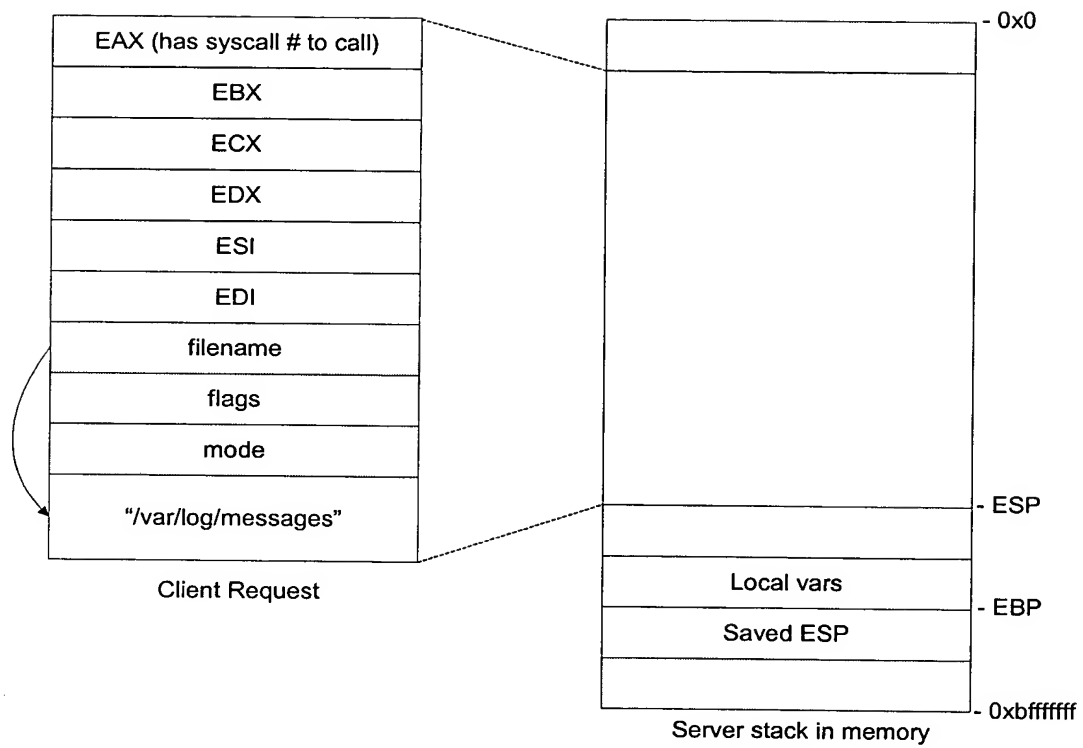 EAX (has syscall # to call)
EBX
ECX
EDX
ESI
EDI
filename
flags
mode
“/var/log/messages”
Client Request
- 0x0
- ESP
Local vars
- EBP
Saved ESP
- 0xbfffffff
Server stack in memory